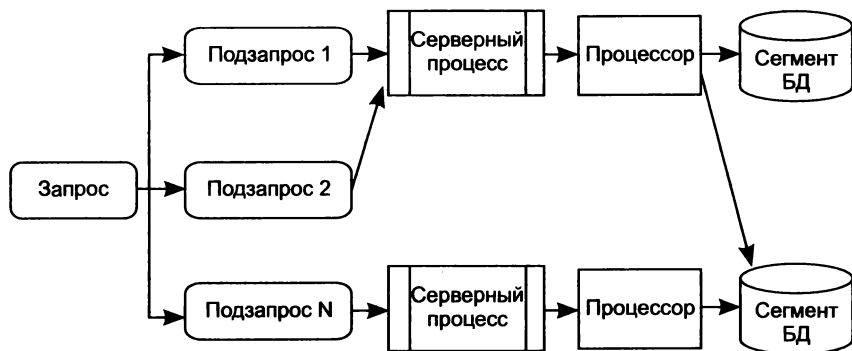 Подзапрос 1
Серверный
процесс
Процессор
Сегмент
БД
Запрос
Подзапрос 2
Подзапрос N
Серверный
процесс
Процессор
Сегмент
БД